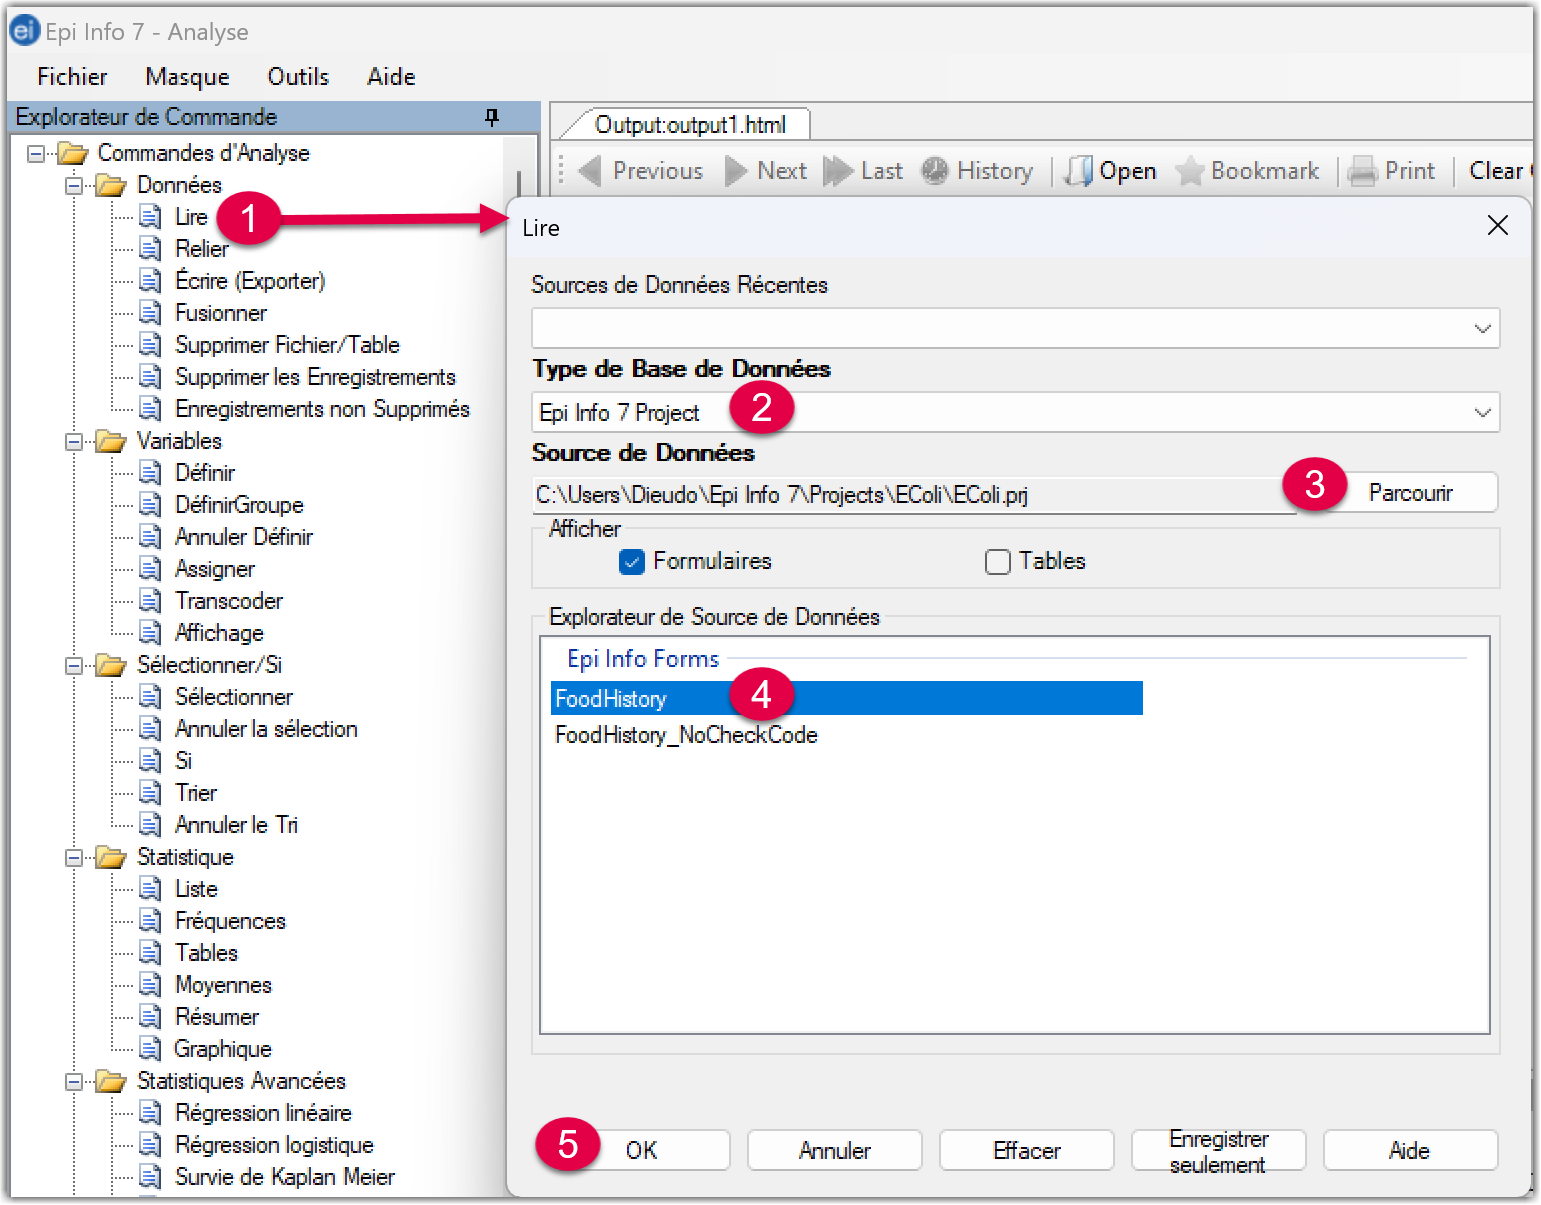 ei Epi Info 7 - Analyse
Fichier Masque Outils Aide
Explorateur de Commande
Commandes d'Analyse
Données
Lire
Relier
Écrire (Exporter)
Fusionner
Supprimer Fichier/Table
Supprimer les Enregistrements
Enregistrements non Supprimés
Variables
Définir
DéfinirGroupe
Annuler Définir
Assigner
Transcoder
Affichage
Sélectionner/Si
Sélectionner
Annuler la sélection
Si
Trier
Annuler le Tri
Statistique
Liste
Fréquences
Tables
Moyennes
Résumer
Graphique
Statistiques Avancées
Régression linéaire
Régression logistique
Survie de Kaplan Meier
Output:output1.html
Previous Next Last History Open Bookmark Print Clear
1
Lire
Sources de Données Récentes
Type de Base de Données
Epi Info 7 Project 2
Source de Données
C:\Users\Dieudo\Epi Info 7\Projects\EColi\EColi.prj 3 Parcourir
Afficher
Formulaires Tables
Explorateur de Source de Données
Epi Info Forms
FoodHistory 4
FoodHistory_NoCheckCode
5 OK Annuler Effacer Enregistrer seulement Aide